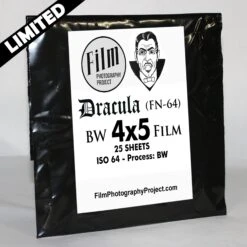 LIMITED
Film
PHOTOGRAPHY
PROJECT
Dracula (FN-64)
BW 4x5 FILM
25 SHEETS
ISO 64 - Process: BW
FilmPhotographyProject.com